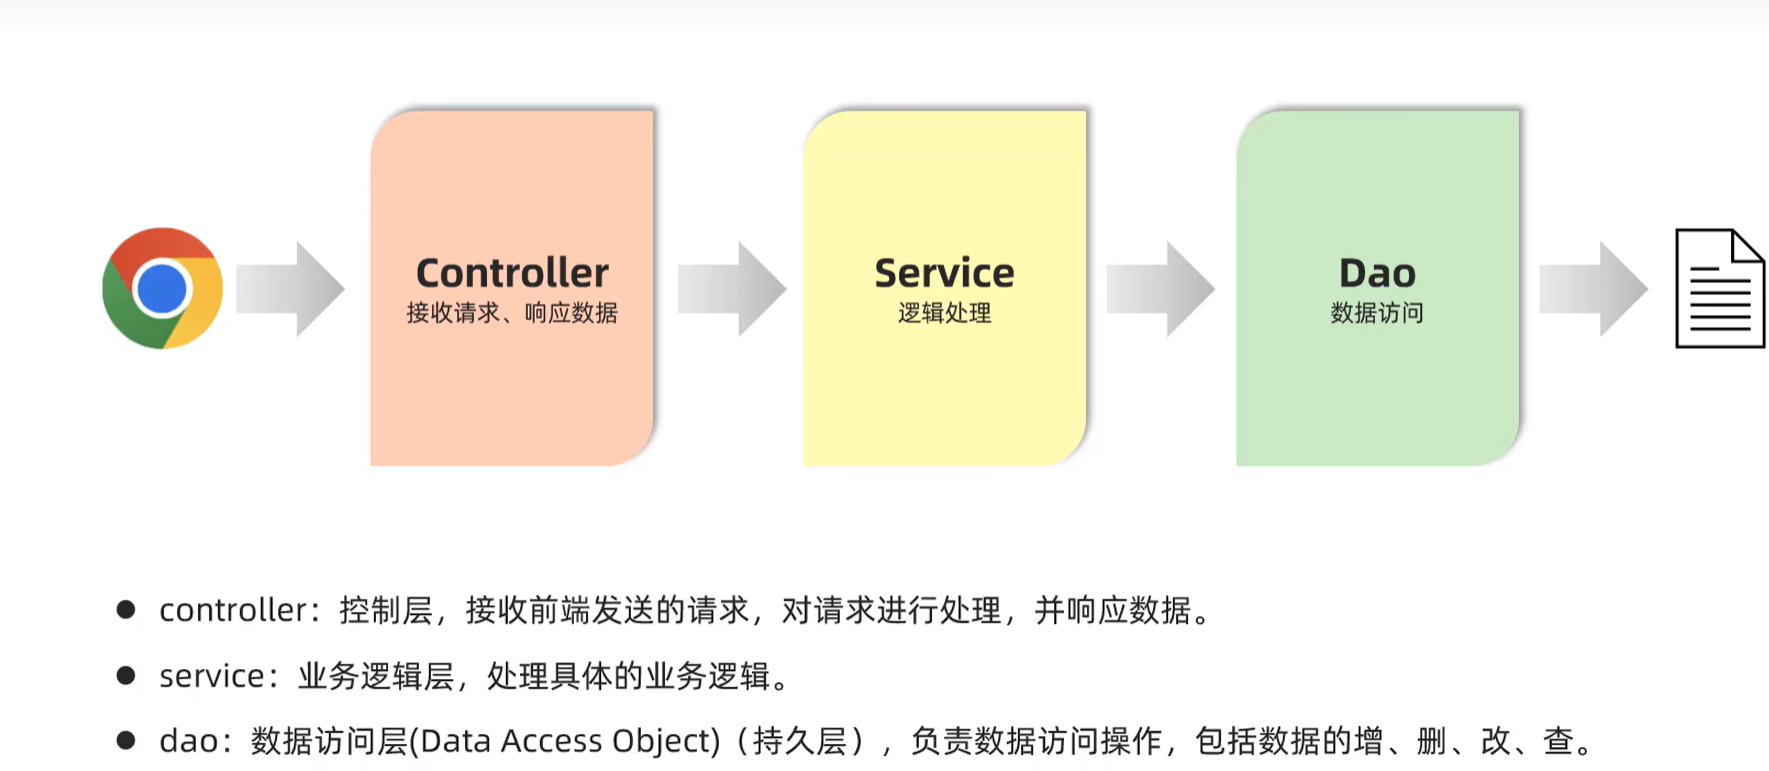 Controller
接收请求、响应数据
Service
逻辑处理
Dao
数据访问
controller：控制层，接收前端发送的请求，对请求进行处理，并响应数据。
service：业务逻辑层，处理具体的业务逻辑。
dao：数据访问层(Data Access Object)（持久层），负责数据访问操作，包括数据的增、删、改、查。